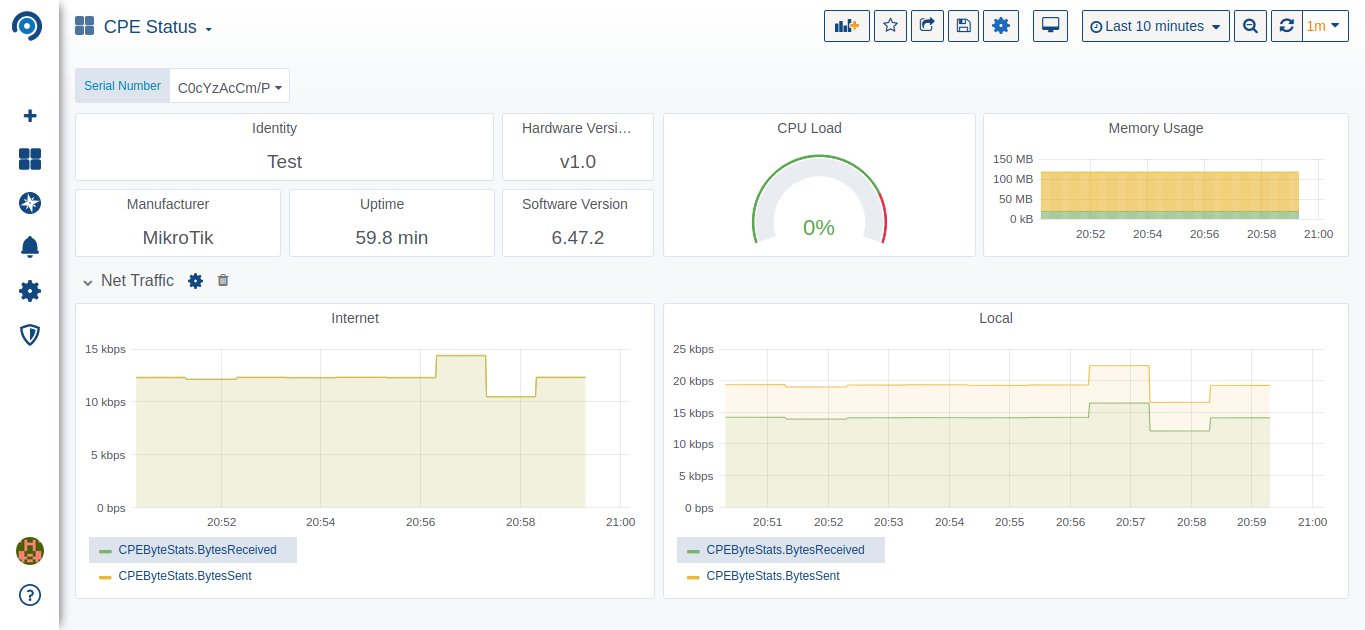 CPE Status
Last 10 minutes
1m
Serial Number
C0cYzAcCm/P
Identity
Test
Hardware Versi…
v1.0
CPU Load
0%
Memory Usage
150 MB
100 MB
50 MB
0 kB
20:52 20:54 20:56 20:58 21:00
Manufacturer
MikroTik
Uptime
59.8 min
Software Version
6.47.2
Net Traffic
Internet
15 kbps
10 kbps
5 kbps
0 bps
20:52 20:54 20:56 20:58 21:00
CPEByteStats.BytesReceived
CPEByteStats.BytesSent
Local
25 kbps
20 kbps
15 kbps
10 kbps
5 kbps
0 bps
20:51 20:52 20:53 20:54 20:55 20:56 20:57 20:58 20:59 21:00
CPEByteStats.BytesReceived
CPEByteStats.BytesSent
?